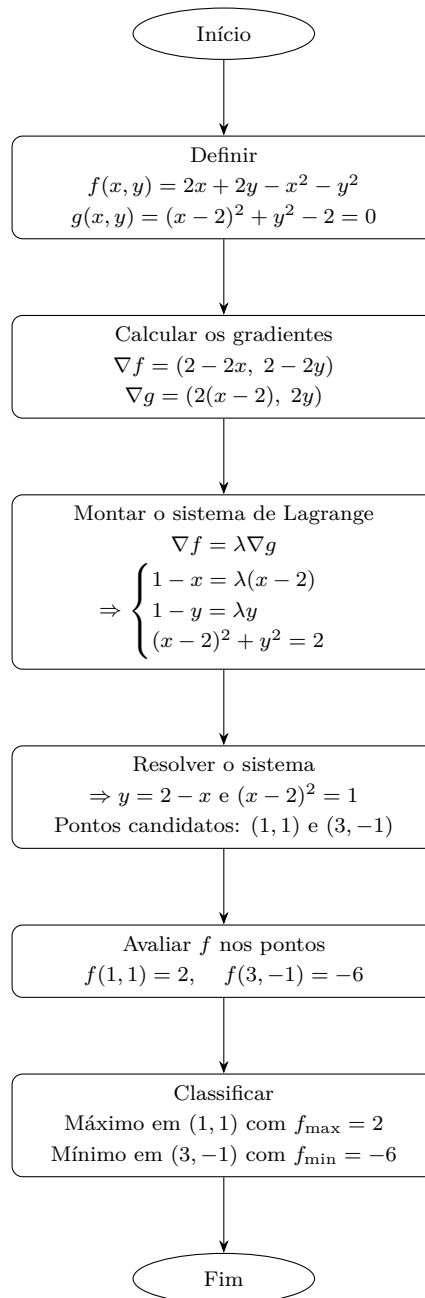 Início
Definir
f(x, y) = 2x + 2y − x² − y²
g(x, y) = (x − 2)² + y² − 2 = 0
Calcular os gradientes
∇f = (2 − 2x, 2 − 2y)
∇g = (2(x − 2), 2y)
Montar o sistema de Lagrange
∇f = λ∇g
⇒ { 1 − x = λ(x − 2)
1 − y = λy
(x − 2)² + y² = 2
Resolver o sistema
⇒ y = 2 − x e (x − 2)² = 1
Pontos candidatos: (1, 1) e (3, −1)
Avaliar f nos pontos
f(1, 1) = 2, f(3, −1) = −6
Classificar
Máximo em (1, 1) com f_max = 2
Mínimo em (3, −1) com f_min = −6
Fim